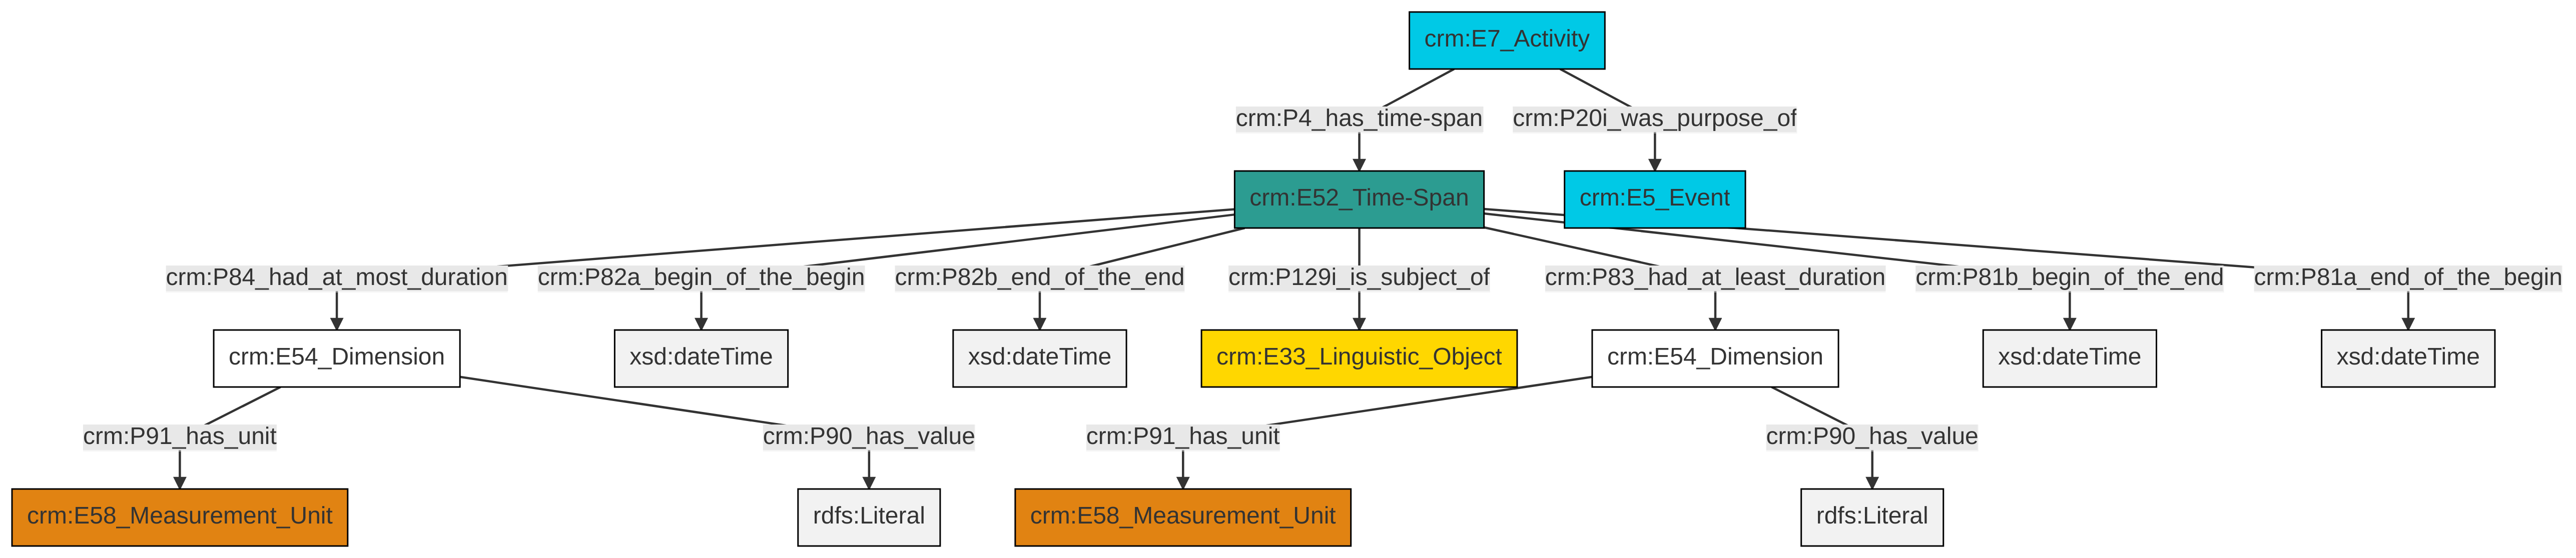 crm:E7_Activity
crm:P4_has_time-span
crm:P20i_was_purpose_of
crm:E52_Time-Span
crm:E5_Event
crm:P84_had_at_most_duration
crm:P82a_begin_of_the_begin
crm:P82b_end_of_the_end
crm:P129i_is_subject_of
crm:P83_had_at_least_duration
crm:P81b_begin_of_the_end
crm:P81a_end_of_the_begin
crm:E54_Dimension
xsd:dateTime
xsd:dateTime
crm:E33_Linguistic_Object
crm:E54_Dimension
xsd:dateTime
xsd:dateTime
crm:P91_has_unit
crm:P90_has_value
crm:P91_has_unit
crm:P90_has_value
crm:E58_Measurement_Unit
rdfs:Literal
crm:E58_Measurement_Unit
rdfs:Literal